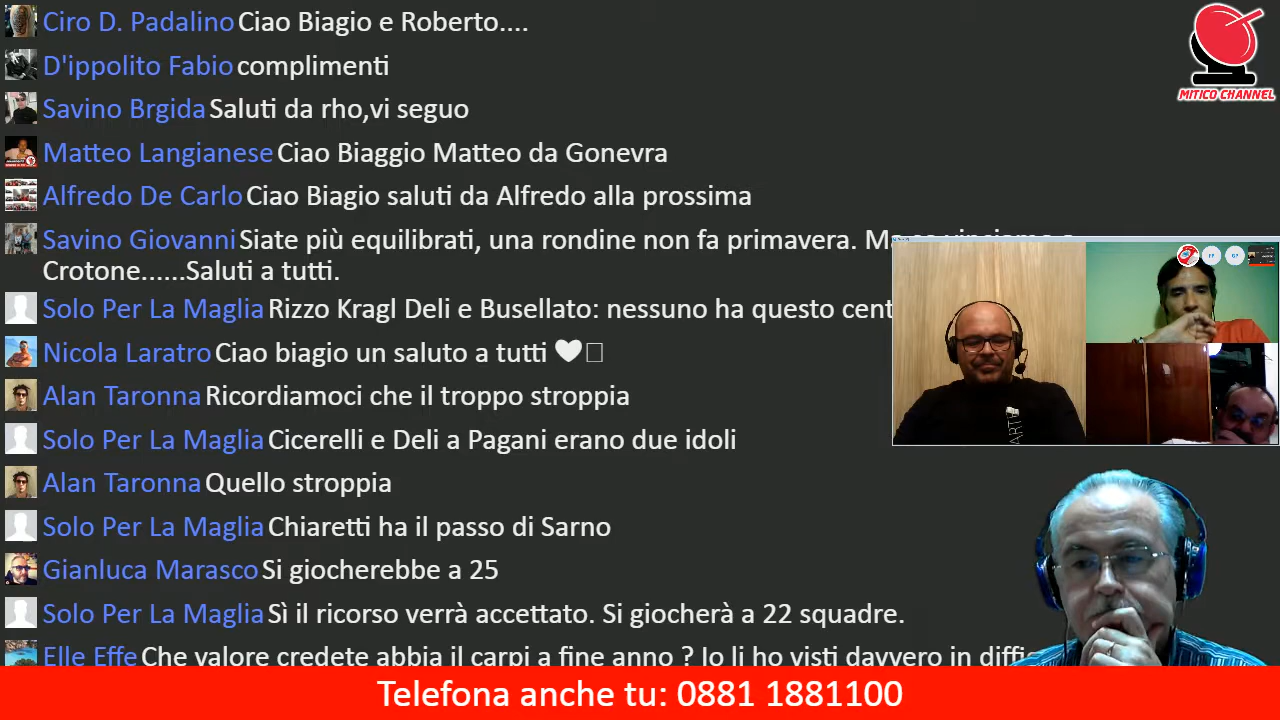 Ciro D. Padalino Ciao Biagio e Roberto....
D'ippolito Fabio complimenti
Savino Brgida Saluti da rho,vi seguo
Matteo Langianese Ciao Biaggio Matteo da Gonevra
Alfredo De Carlo Ciao Biagio saluti da Alfredo alla prossima
Savino Giovanni Siate più equilibrati, una rondine non fa primavera.
Crotone......Saluti a tutti.
Solo Per La Maglia Rizzo Kragl Deli e Busellato: nessuno ha questo
Nicola Laratro Ciao biagio un saluto a tutti
Alan Taronna Ricordiamoci che il troppo stroppia
Solo Per La Maglia Cicerelli e Deli a Pagani erano due idoli
Alan Taronna Quello stroppia
Solo Per La Maglia Chiaretti ha il passo di Sarno
Gianluca Marasco Si giocherebbe a 25
Solo Per La Maglia Sì il ricorso verrà accettato. Si giocherà a 22 squadre.
Elle Effe Che valore credete abbia il carpi a fine anno ? Io li ho visti davvero in
Telefona anche tu: 0881 1881100
MITICO CHANNEL